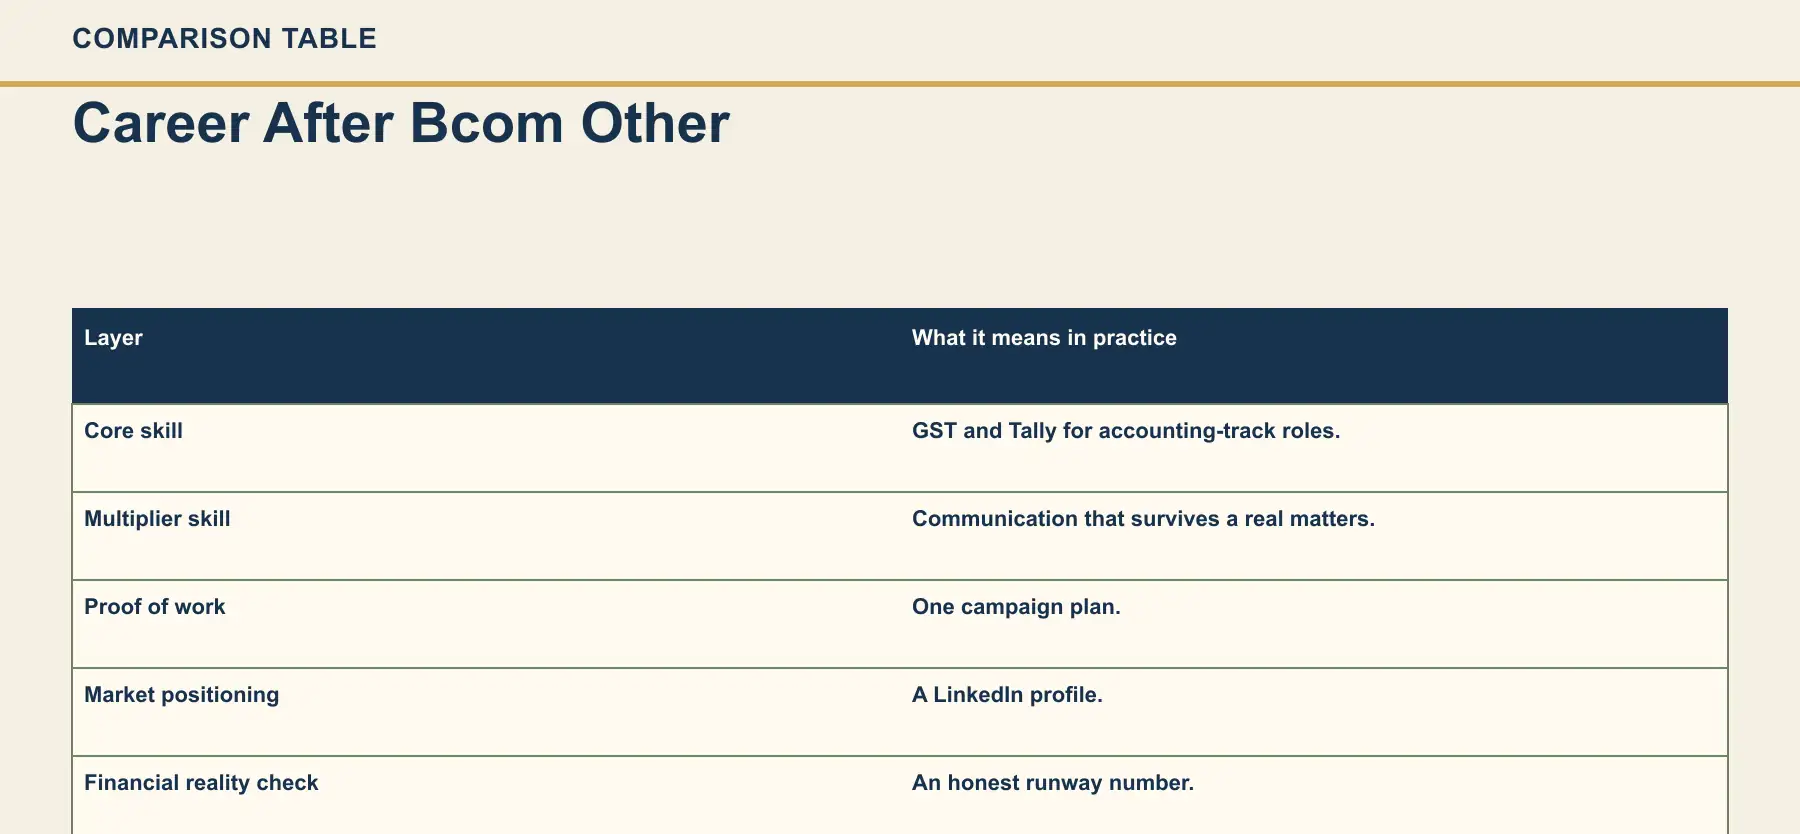 COMPARISON TABLE
Career After Bcom Other
Layer
What it means in practice
Core skill
GST and Tally for accounting-track roles.
Multiplier skill
Communication that survives a real matters.
Proof of work
One campaign plan.
Market positioning
A LinkedIn profile.
Financial reality check
An honest runway number.